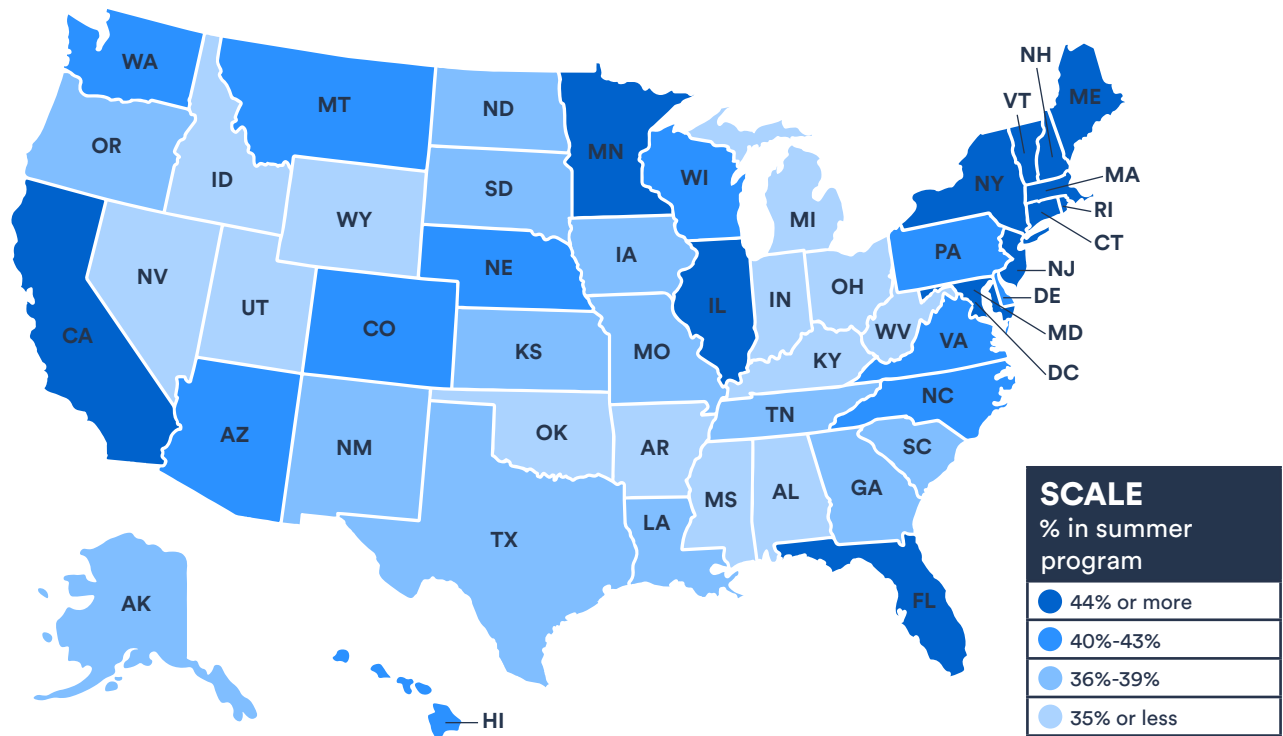 WA
MT
ND
MN
NH
VT
ME
OR
ID
SD
WI
NY
MA
WY
MI
RI
CT
NV
UT
NE
IA
PA
NJ
CA
CO
IL
IN
OH
DE
KS
MO
WV
VA
MD
KY
DC
AZ
NM
OK
AR
TN
NC
SC
MS
AL
GA
TX
LA
AK
FL
HI
SCALE
% in summer
program
44% or more
40%-43%
36%-39%
35% or less